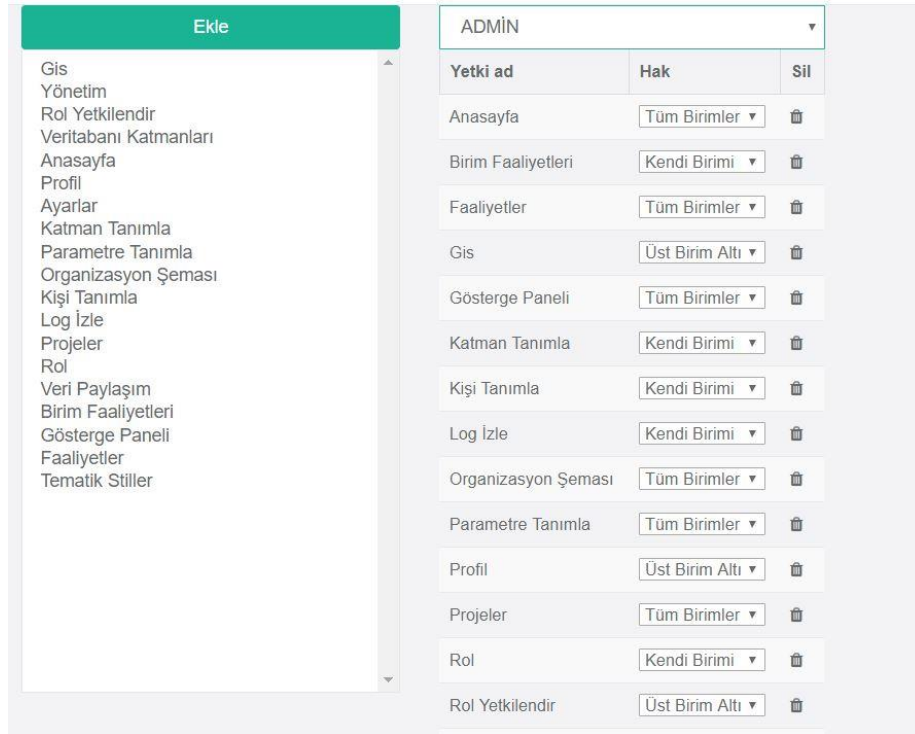 Ekle
Gis
Yönetim
Rol Yetkilendir
Veritabanı Katmanları
Anasayfa
Profil
Ayarlar
Katman Tanımla
Parametre Tanımla
Organizasyon Şeması
Kişi Tanımla
Log İzle
Projeler
Rol
Veri Paylaşım
Birim Faaliyetleri
Gösterge Paneli
Faaliyetler
Tematik Stiller
ADMİN
Yetki ad Hak Sil
Anasayfa Tüm Birimler
Birim Faaliyetleri Kendi Birimi
Faaliyetler Tüm Birimler
Gis Üst Birim Altı
Gösterge Paneli Tüm Birimler
Katman Tanımla Kendi Birimi
Kişi Tanımla Kendi Birimi
Log İzle Kendi Birimi
Organizasyon Şeması Tüm Birimler
Parametre Tanımla Tüm Birimler
Profil Üst Birim Altı
Projeler Tüm Birimler
Rol Kendi Birimi
Rol Yetkilendir Üst Birim Altı